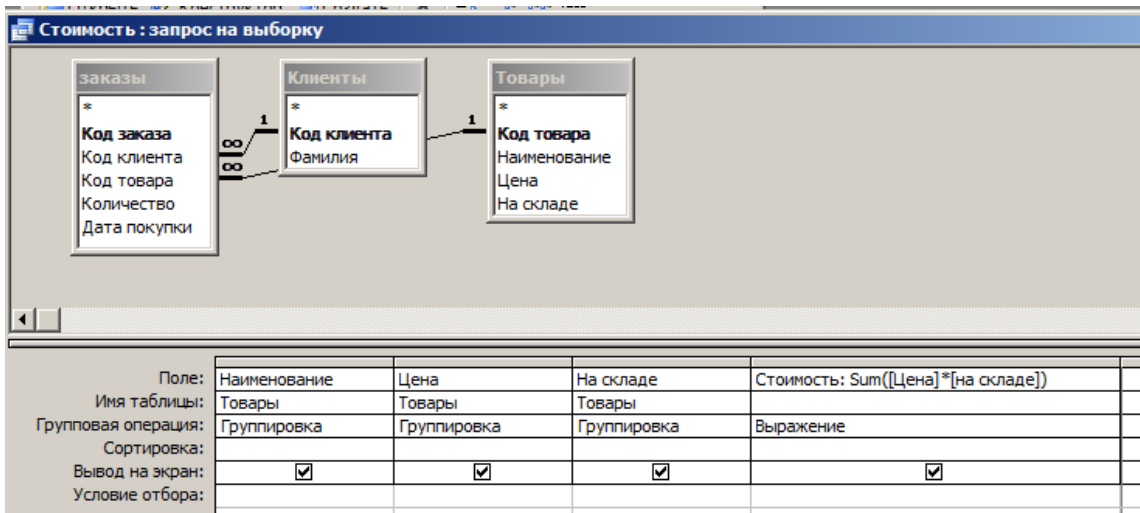 Стоимость : запрос на выборку
заказы
*
Код заказа
Код клиента
Код товара
Количество
Дата покупки
Клиенты
*
Код клиента
Фамилия
Товары
*
Код товара
Наименование
Цена
На складе
∞ 1
∞ 1
Поле: Наименование Цена На складе Стоимость: Sum([Цена]*[на складе])
Имя таблицы: Товары Товары Товары
Групповая операция: Группировка Группировка Группировка Выражение
Сортировка:
Вывод на экран:
Условие отбора: